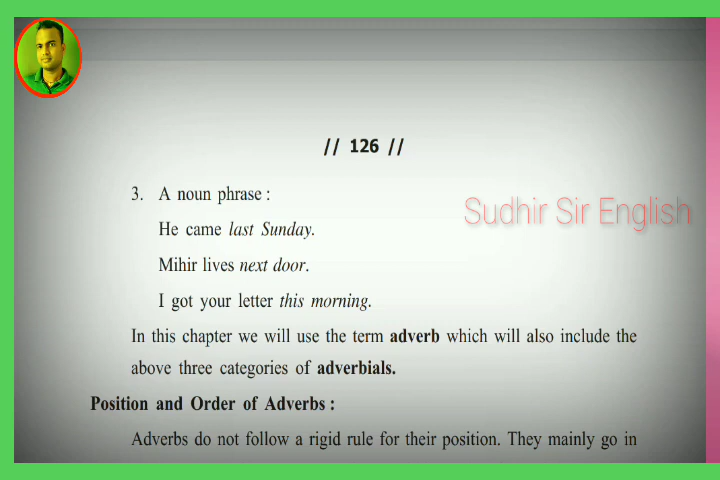 // 126 //
3. A noun phrase :
Sudhir Sir English
He came last Sunday.
Mihir lives next door.
I got your letter this morning.
In this chapter we will use the term adverb which will also include the
above three categories of adverbials.
Position and Order of Adverbs :
Adverbs do not follow a rigid rule for their position. They mainly go in